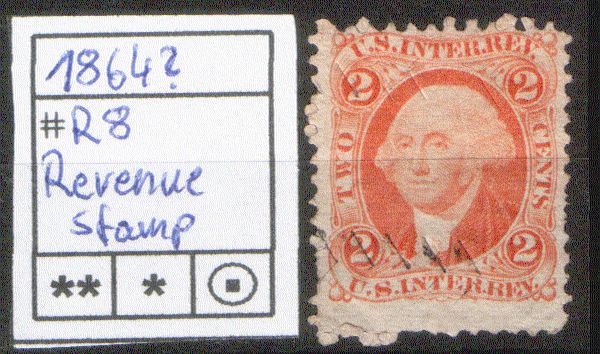 1864?
#R8
Revenue
stamp
** * 
U.S. INTER. REV.
2 2
TWO CENTS
2 2
U.S. INTER. REV.